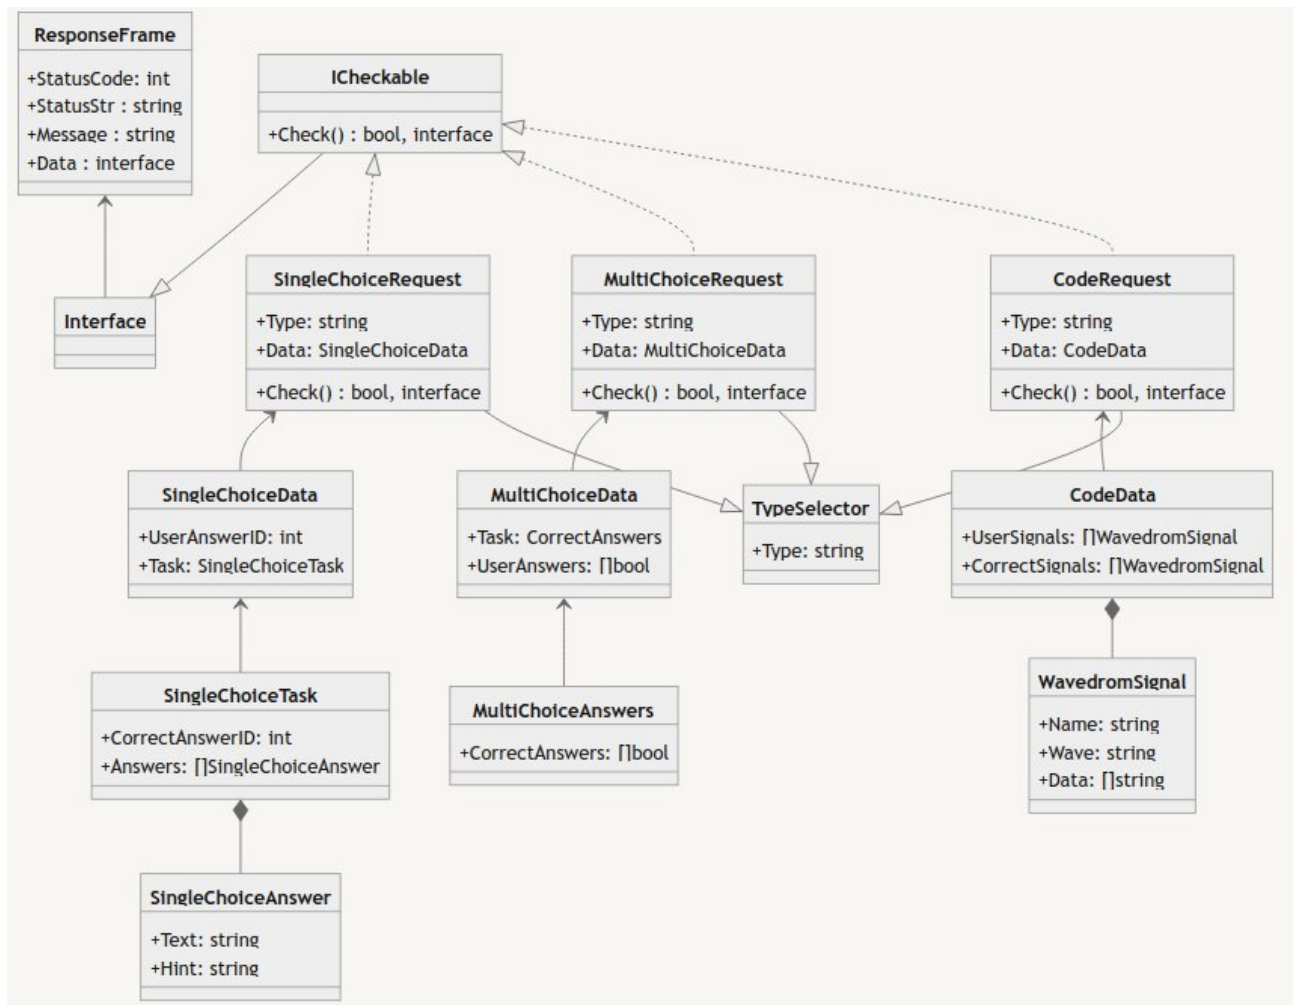 ResponseFrame
+StatusCode: int
+StatusStr : string
+Message : string
+Data : interface
ICheckable
+Check() : bool, interface
Interface
SingleChoiceRequest
+Type: string
+Data: SingleChoiceData
+Check() : bool, interface
MultiChoiceRequest
+Type: string
+Data: MultiChoiceData
+Check() : bool, interface
CodeRequest
+Type: string
+Data: CodeData
+Check() : bool, interface
SingleChoiceData
+UserAnswerID: int
+Task: SingleChoiceTask
MultiChoiceData
+Task: CorrectAnswers
+UserAnswers: []bool
TypeSelector
+Type: string
CodeData
+UserSignals: []WavedromSignal
+CorrectSignals: []WavedromSignal
SingleChoiceTask
+CorrectAnswerID: int
+Answers: []SingleChoiceAnswer
MultiChoiceAnswers
+CorrectAnswers: []bool
WavedromSignal
+Name: string
+Wave: string
+Data: []string
SingleChoiceAnswer
+Text: string
+Hint: string